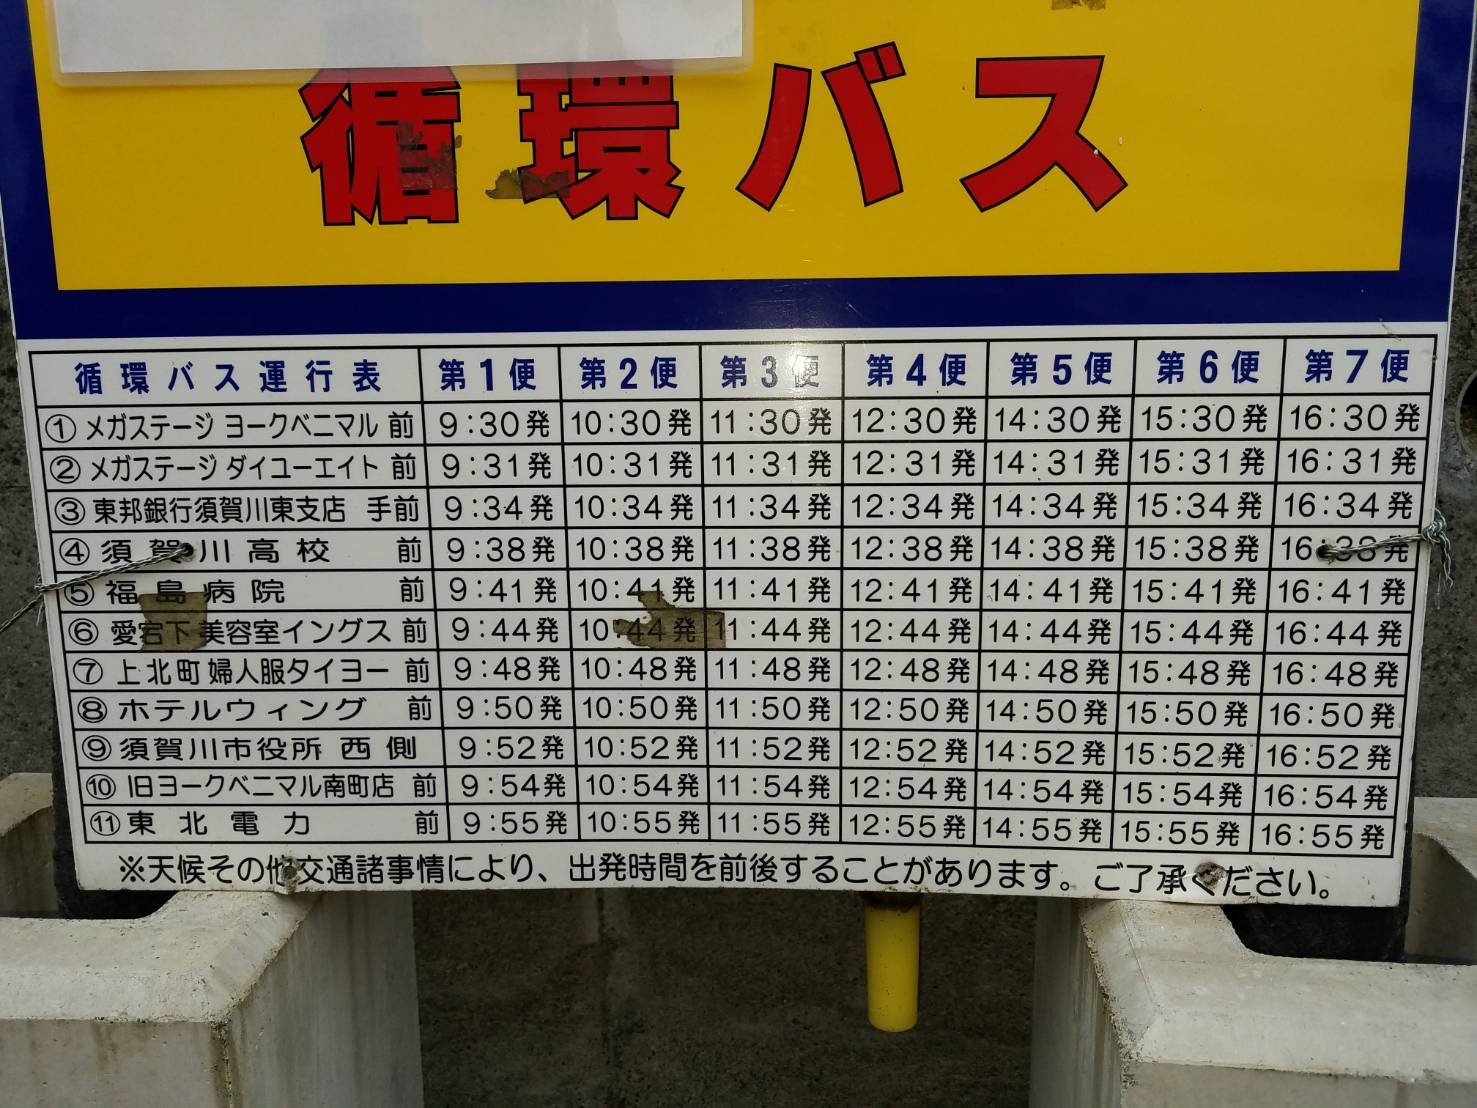 循環バス
循環バス運行表 第1便 第2便 第3便 第4便 第5便 第6便 第7便
①メガステージ ヨークベニマル 前 9:30発 10:30発 11:30発 12:30発 14:30発 15:30発 16:30発
②メガステージ ダイユーエイト 前 9:31発 10:31発 11:31発 12:31発 14:31発 15:31発 16:31発
③東邦銀行須賀川東支店 手前 9:34発 10:34発 11:34発 12:34発 14:34発 15:34発 16:34発
④須賀川高校 前 9:38発 10:38発 11:38発 12:38発 14:38発 15:38発 16:38発
⑤福島病院 前 9:41発 10:41発 11:41発 12:41発 14:41発 15:41発 16:41発
⑥愛宕下 美容室イングス 前 9:44発 10:44発 11:44発 12:44発 14:44発 15:44発 16:44発
⑦上北町 婦人服タイヨー 前 9:48発 10:48発 11:48発 12:48発 14:48発 15:48発 16:48発
⑧ホテルウィング 前 9:50発 10:50発 11:50発 12:50発 14:50発 15:50発 16:50発
⑨須賀川市役所 西側 9:52発 10:52発 11:52発 12:52発 14:52発 15:52発 16:52発
⑩旧ヨークベニマル南町店 前 9:54発 10:54発 11:54発 12:54発 14:54発 15:54発 16:54発
⑪東北電力 前 9:55発 10:55発 11:55発 12:55発 14:55発 15:55発 16:55発
※天候その他交通諸事情により、出発時間を前後することがあります。ご了承ください。